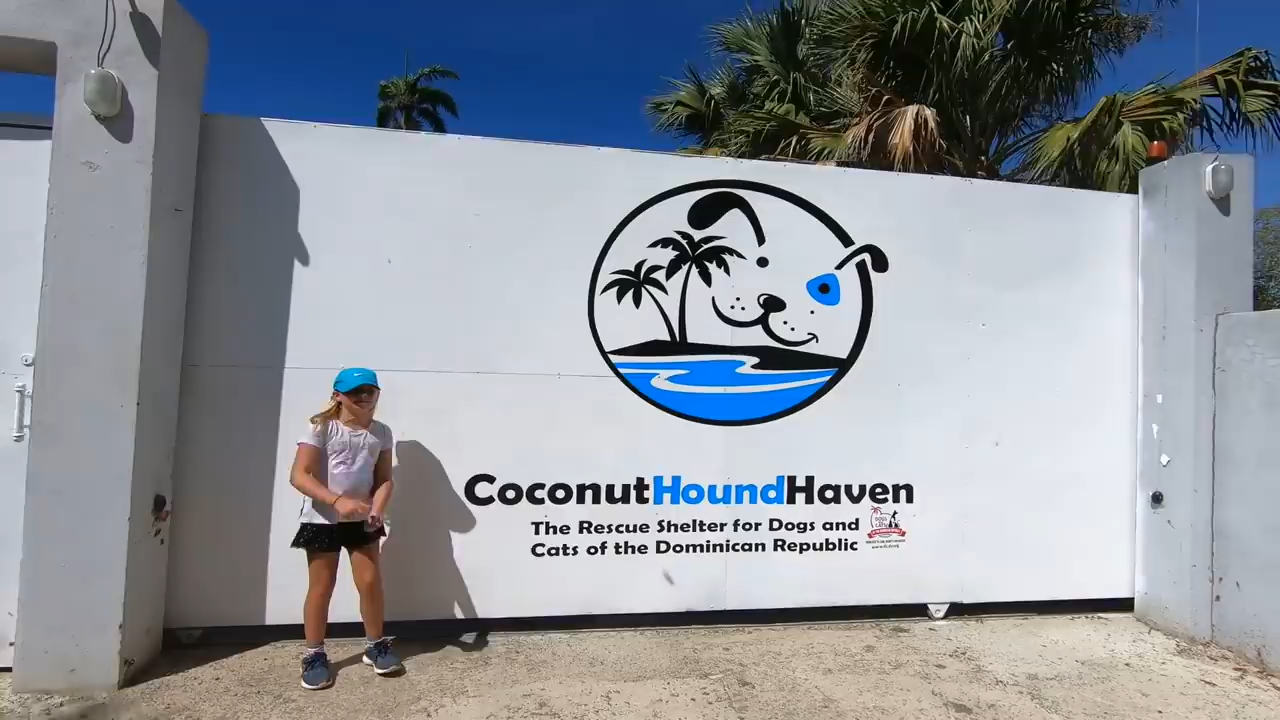 CoconutHoundHaven
The Rescue Shelter for Dogs and
Cats of the Dominican Republic